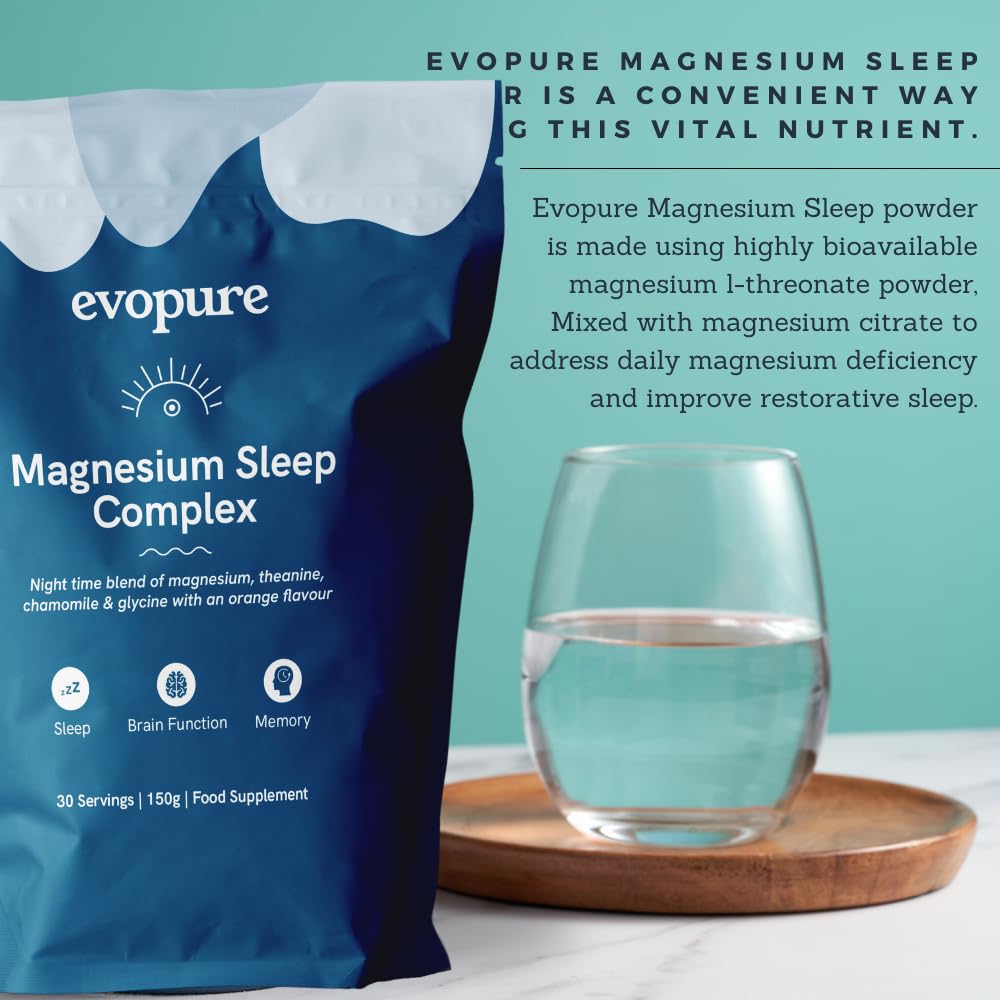 EVOPURE MAGNESIUM SLEEP
R IS A CONVENIENT WAY
G THIS VITAL NUTRIENT.
Evopure Magnesium Sleep powder
is made using highly bioavailable
magnesium l-threonate powder,
Mixed with magnesium citrate to
address daily magnesium deficiency
and improve restorative sleep.
evopure
Magnesium Sleep
Complex
Night time blend of magnesium, theanine,
chamomile & glycine with an orange flavour
zZZ
Sleep
Brain Function
Memory
30 Servings | 150g | Food Supplement